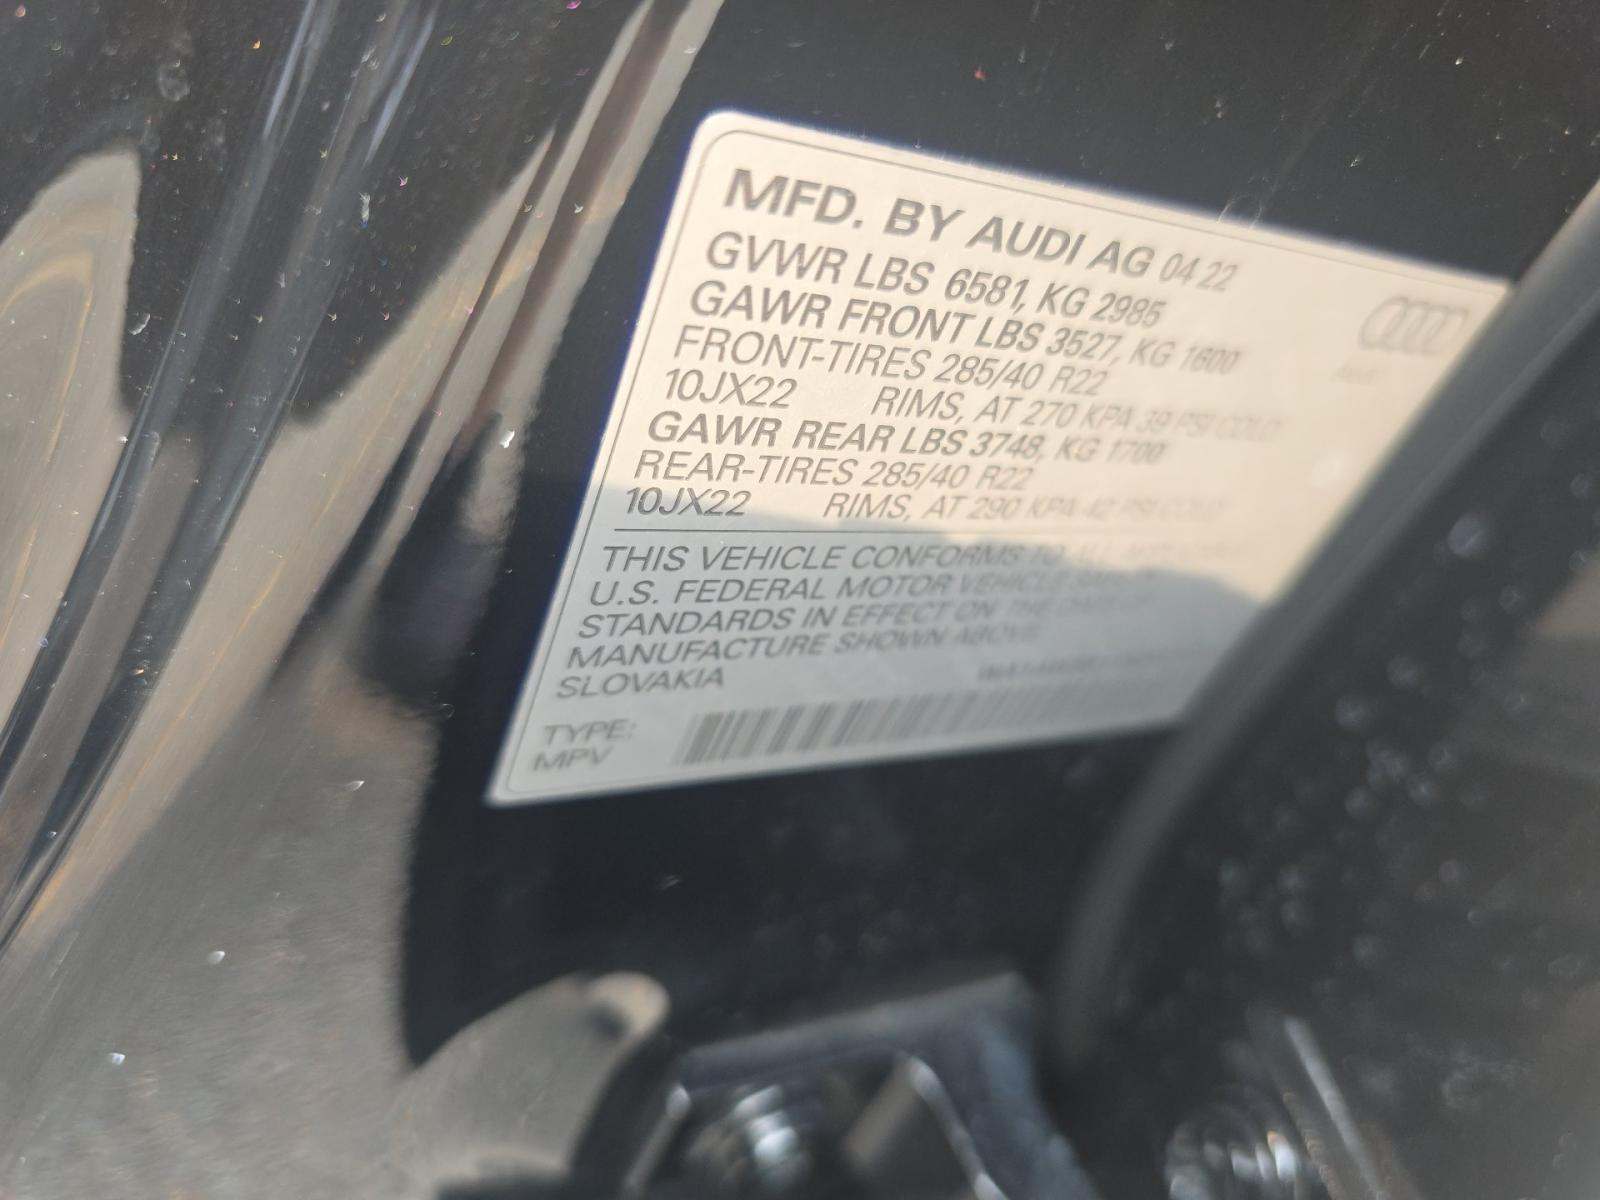 MFD. BY AUDI AG 04 22
GVWR LBS 6581, KG 2985
GAWR FRONT LBS 3527, KG 1600
FRONT-TIRES 285/40 R22
10JX22 RIMS, AT 270 KPA 39 PSI COLD
GAWR REAR LBS 3748, KG 1700
REAR-TIRES 285/40 R22
10JX22 RIMS, AT 290 KPA 42 PSI COLD
THIS VEHICLE CONFORMS TO ALL
U.S. FEDERAL MOTOR VEHICLE
STANDARDS IN EFFECT ON
MANUFACTURE SHOWN ABOVE
SLOVAKIA
TYPE:
MPV